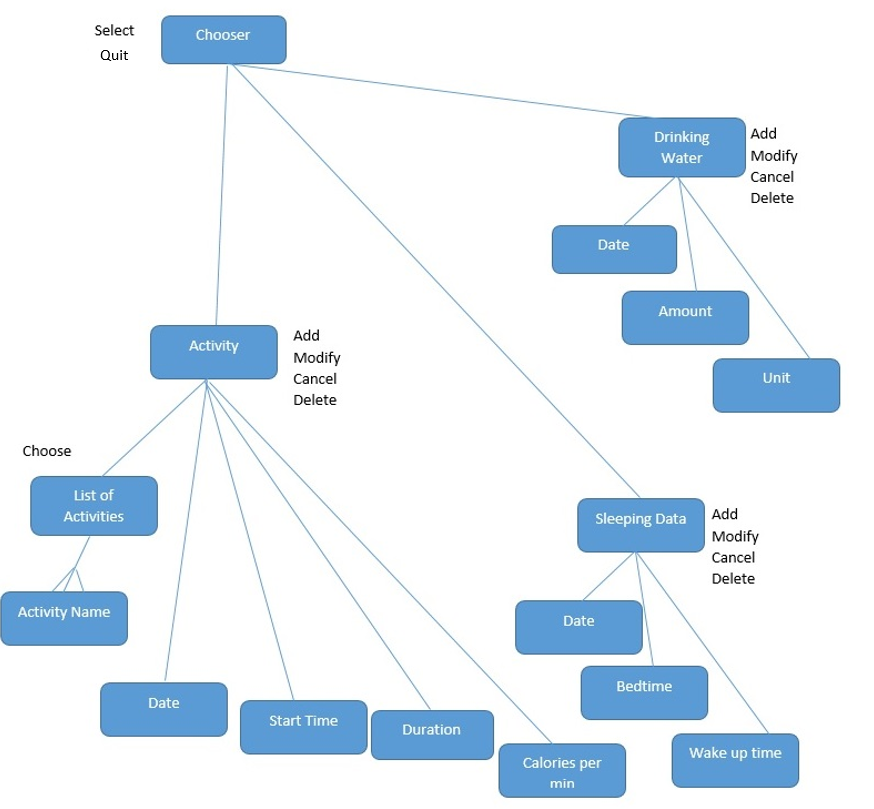 Select
Quit
Chooser
Drinking
Water
Add
Modify
Cancel
Delete
Date
Amount
Unit
Activity
Add
Modify
Cancel
Delete
Choose
List of
Activities
Activity Name
Date
Start Time
Duration
Calories per
min
Sleeping Data
Add
Modify
Cancel
Delete
Date
Bedtime
Wake up time